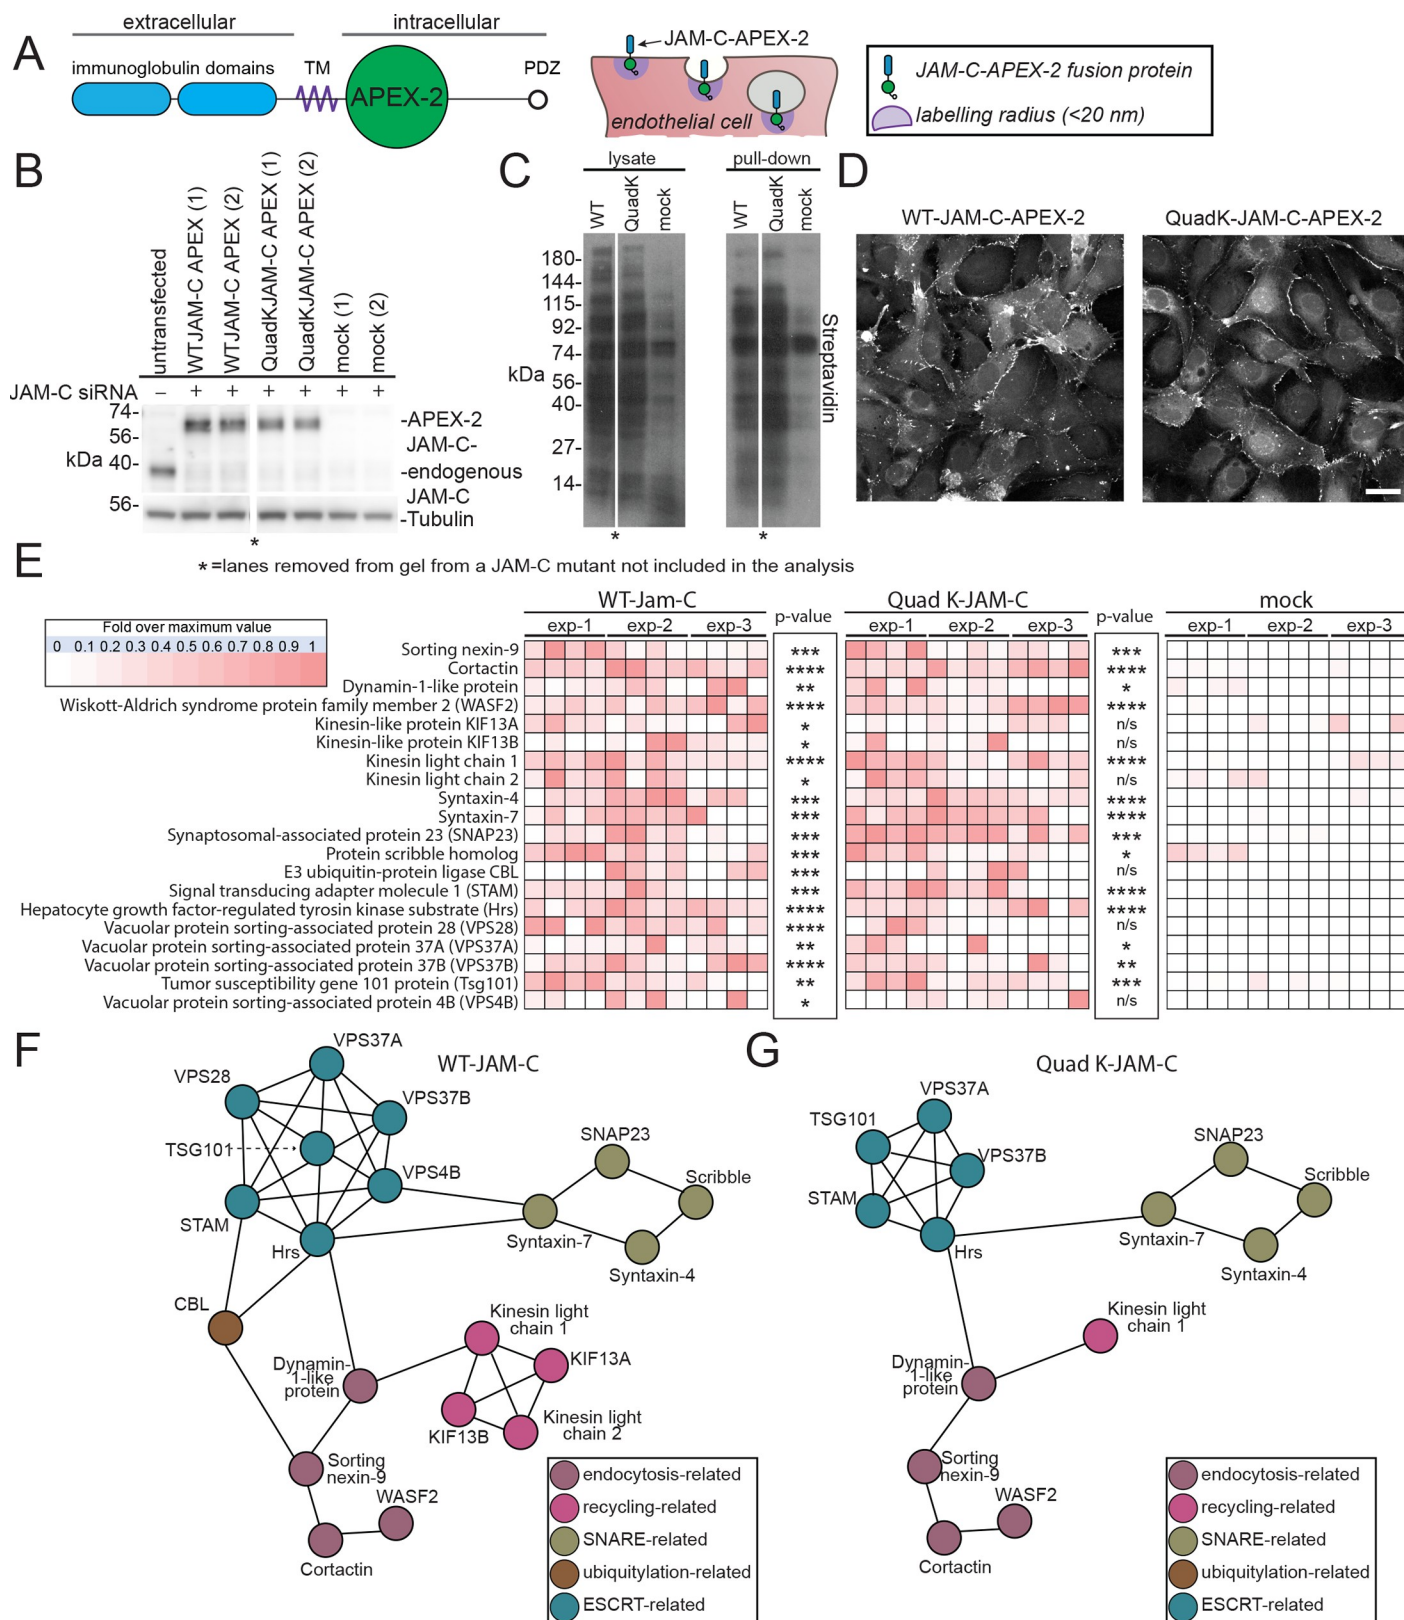 A
extracellular
intracellular
immunoglobulin domains
TM
APEX-2
PDZ
JAM-C-APEX-2
endothelial cell
JAM-C-APEX-2 fusion protein
labelling radius (<20 nm)
B
untransfected
WTJAM-C APEX (1)
WTJAM-C APEX (2)
QuadKJAM-C APEX (1)
QuadKJAM-C APEX (2)
mock (1)
mock (2)
JAM-C siRNA
– + + + + + +
74-
56-
kDa 40-
56-
-APEX-2
JAM-C-
-endogenous
JAM-C
-Tubulin
*
C
lysate
pull-down
WT
QuadK
mock
WT
QuadK
mock
180-
144-
115-
92-
74-
kDa
56-
40-
27-
14-
Streptavidin
* *
D
WT-JAM-C-APEX-2
QuadK-JAM-C-APEX-2
* =lanes removed from gel from a JAM-C mutant not included in the analysis
E
Fold over maximum value
0 0.1 0.2 0.3 0.4 0.5 0.6 0.7 0.8 0.9 1
WT-Jam-C p-value Quad K-JAM-C p-value mock
exp-1 exp-2 exp-3 exp-1 exp-2 exp-3 exp-1 exp-2 exp-3
Sorting nexin-9 *** ***
Cortactin **** ****
Dynamin-1-like protein ** *
Wiskott-Aldrich syndrome protein family member 2 (WASF2) **** ****
Kinesin-like protein KIF13A * n/s
Kinesin-like protein KIF13B * n/s
Kinesin light chain 1 **** ****
Kinesin light chain 2 * n/s
Syntaxin-4 *** ****
Syntaxin-7 *** ****
Synaptosomal-associated protein 23 (SNAP23) *** ***
Protein scribble homolog *** *
E3 ubiquitin-protein ligase CBL *** n/s
Signal transducing adapter molecule 1 (STAM) *** ****
Hepatocyte growth factor-regulated tyrosin kinase substrate (Hrs) **** ****
Vacuolar protein sorting-associated protein 28 (VPS28) **** n/s
Vacuolar protein sorting-associated protein 37A (VPS37A) ** *
Vacuolar protein sorting-associated protein 37B (VPS37B) **** **
Tumor susceptibility gene 101 protein (Tsg101) ** ***
Vacuolar protein sorting-associated protein 4B (VPS4B) * n/s
F
WT-JAM-C
VPS37A
VPS28
VPS37B
TSG101
VPS4B
STAM
Hrs
SNAP23
Scribble
Syntaxin-7
Syntaxin-4
CBL
Kinesin light
chain 1
Dynamin-
1-like
protein
KIF13A
KIF13B
Kinesin light
chain 2
Sorting
nexin-9
WASF2
Cortactin
endocytosis-related
recycling-related
SNARE-related
ubiquitylation-related
ESCRT-related
G
Quad K-JAM-C
VPS37A
TSG101
VPS37B
STAM
Hrs
SNAP23
Scribble
Syntaxin-7
Syntaxin-4
Kinesin light
chain 1
Dynamin-
1-like
protein
Sorting
nexin-9
WASF2
Cortactin
endocytosis-related
recycling-related
SNARE-related
ubiquitylation-related
ESCRT-related